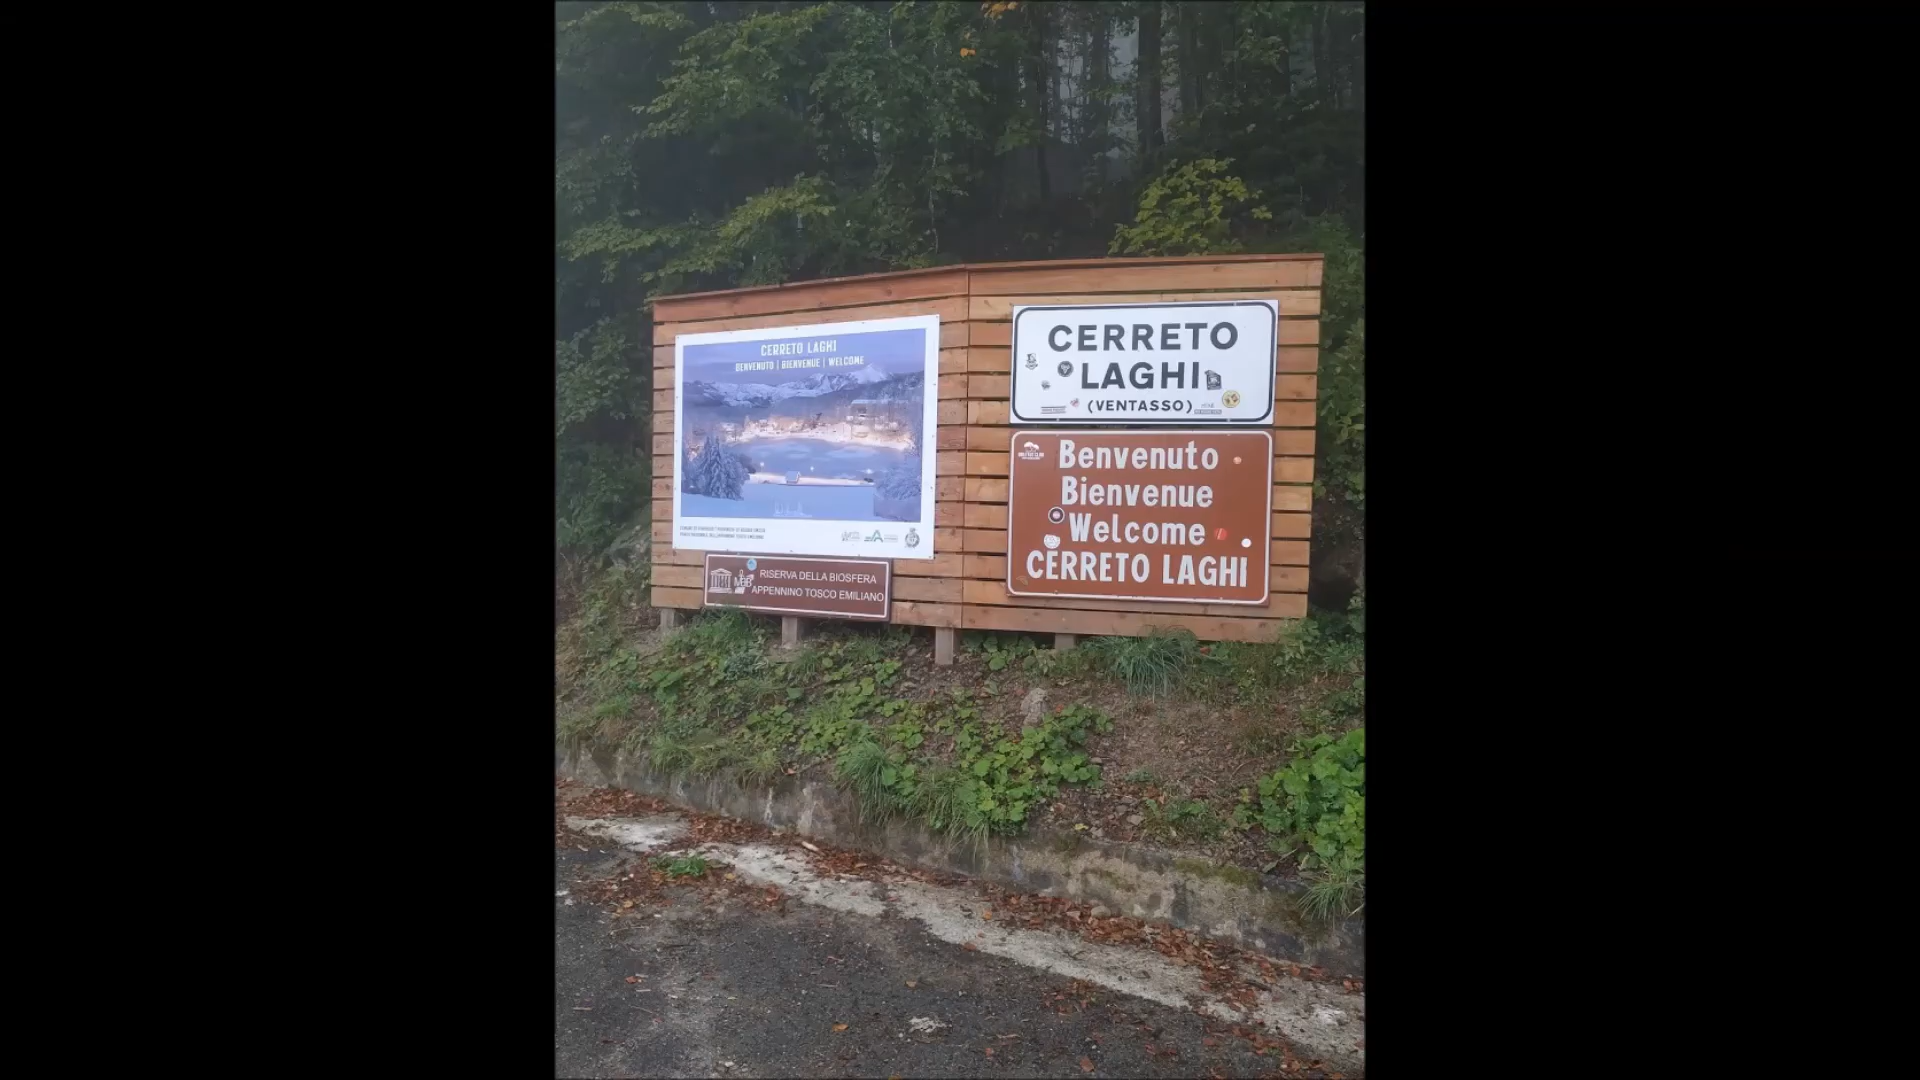 CERRETO LAGHI
BENVENUTO | BIENVENUE | WELCOME
RISERVA DELLA BIOSFERA
APPENNINO TOSCO EMILIANO
MAB
CERRETO
LAGHI
(VENTASSO)
Benvenuto
Bienvenue
Welcome
CERRETO LAGHI